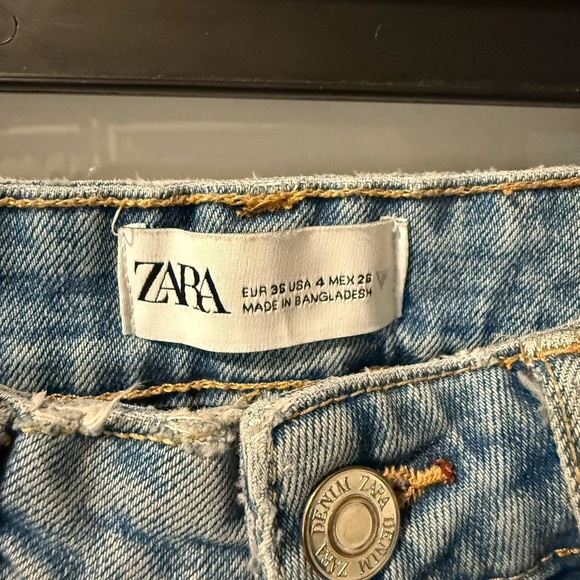 ZARA
EUR 36 USA 4 MEX 26
MADE IN BANGLADESH
ZARA DENIM ZARA DENIM